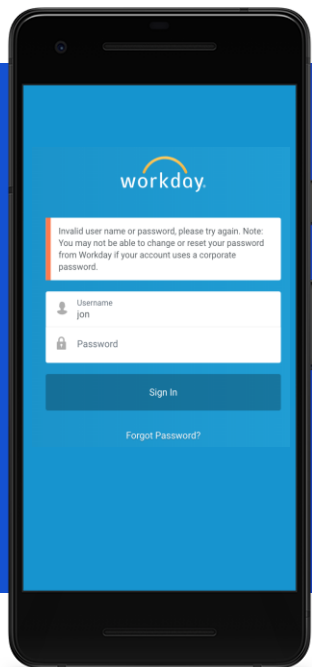 workday.
Invalid user name or password, please try again. Note:
You may not be able to change or reset your password
from Workday if your account uses a corporate
password.
Username
jon
Password
Sign In
Forgot Password?